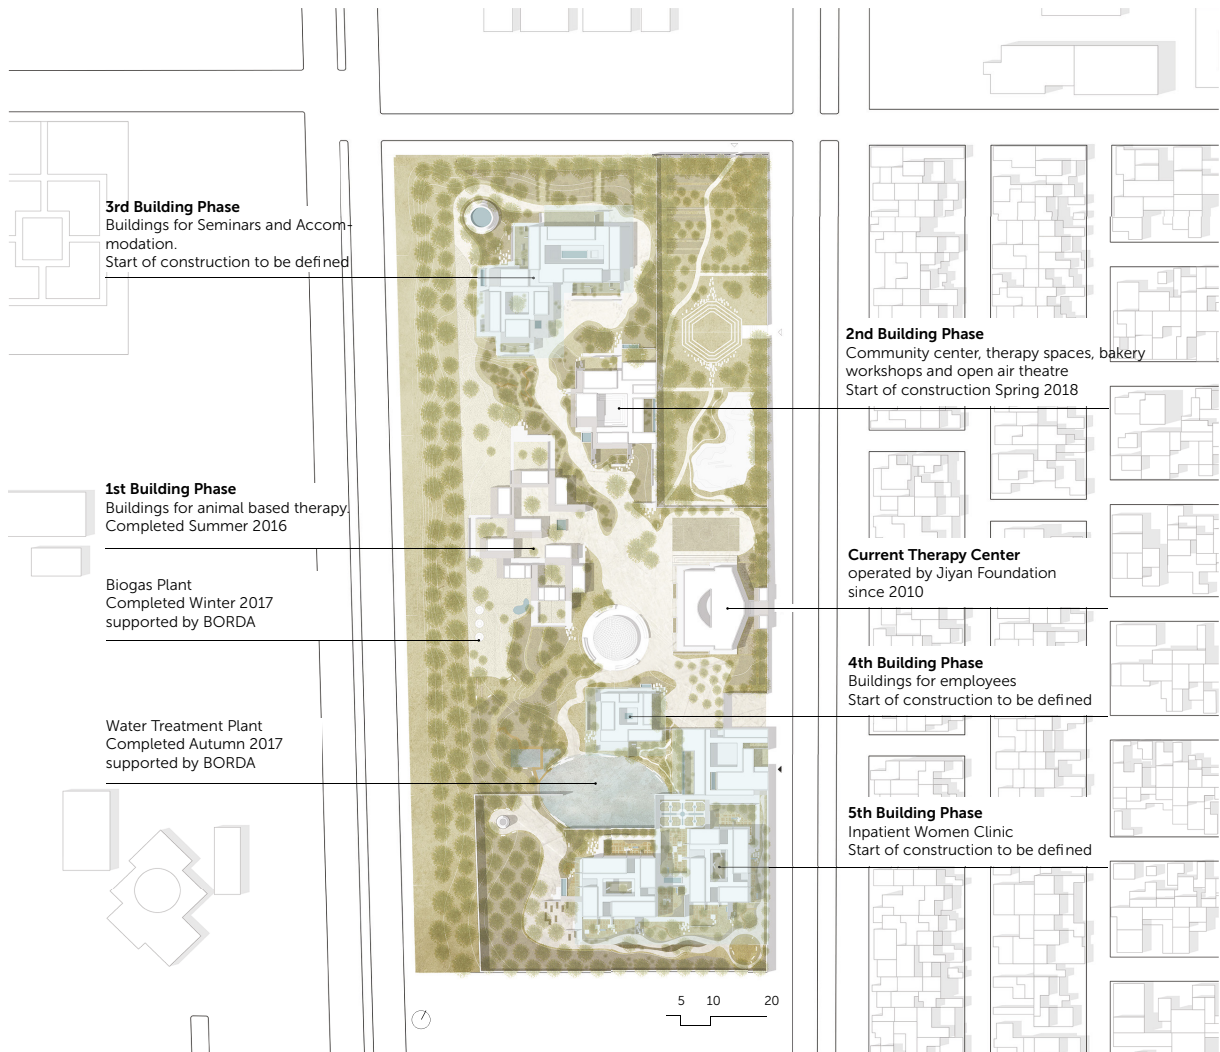 3rd Building Phase
Buildings for Seminars and Accom-
modation.
Start of construction to be defined
2nd Building Phase
Community center, therapy spaces, bakery
workshops and open air theatre
Start of construction Spring 2018
1st Building Phase
Buildings for animal based therapy.
Completed Summer 2016
Current Therapy Center
operated by Jiyan Foundation
since 2010
Biogas Plant
Completed Winter 2017
supported by BORDA
4th Building Phase
Buildings for employees
Start of construction to be defined
Water Treatment Plant
Completed Autumn 2017
supported by BORDA
5th Building Phase
Inpatient Women Clinic
Start of construction to be defined
5 10 20